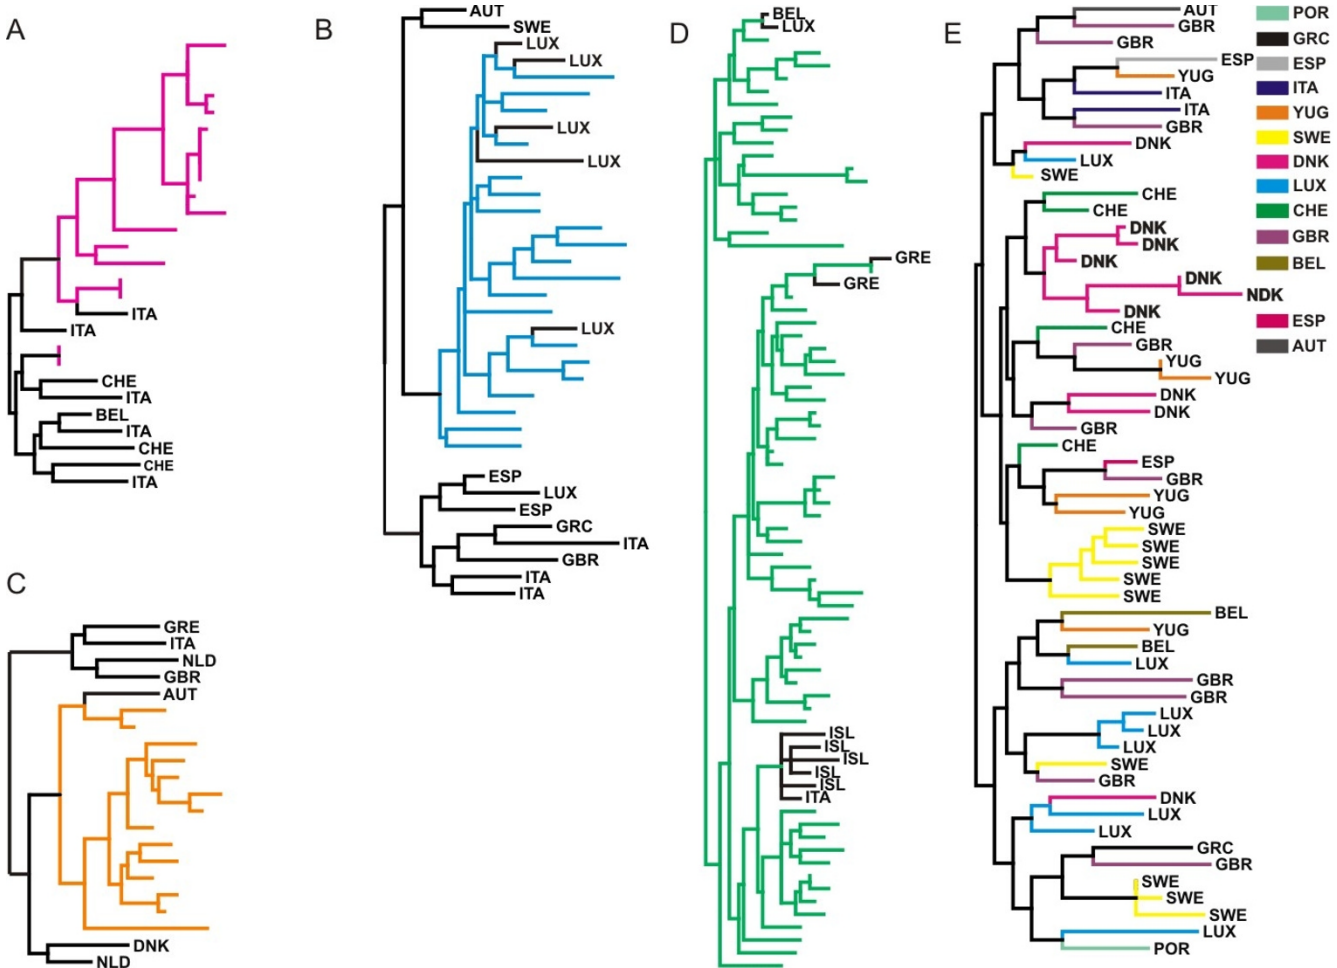 A
ITA
ITA
CHE
ITA
BEL
ITA
CHE
CHE
ITA
B
AUT
SWE
LUX
LUX
LUX
LUX
LUX
ESP
LUX
ESP
GRC
ITA
GBR
ITA
ITA
C
GRE
ITA
NLD
GBR
AUT
DNK
NLD
D
BEL
LUX
GRE
GRE
ISL
ISL
ISL
ISL
ISL
ITA
E
AUT
GBR
GBR
ESP
YUG
ITA
ITA
GBR
DNK
LUX
SWE
CHE
CHE
DNK
DNK
DNK
DNK
NDK
DNK
CHE
GBR
YUG
YUG
DNK
DNK
GBR
CHE
ESP
GBR
YUG
YUG
SWE
SWE
SWE
SWE
SWE
BEL
YUG
BEL
LUX
GBR
GBR
LUX
LUX
LUX
SWE
GBR
DNK
LUX
LUX
GRC
GBR
SWE
SWE
SWE
LUX
POR
POR
GRC
ESP
ITA
YUG
SWE
DNK
LUX
CHE
GBR
BEL
ESP
AUT